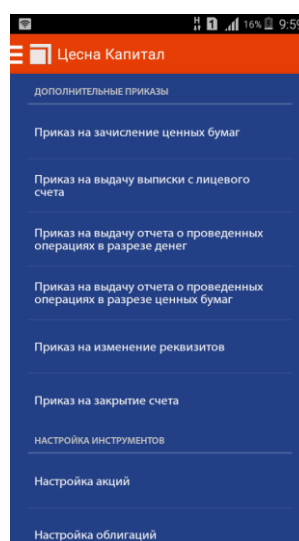 H 1 16% 9:59
Цесна Капитал
ДОПОЛНИТЕЛЬНЫЕ ПРИКАЗЫ
Приказ на зачисление ценных бумаг
Приказ на выдачу выписки с лицевого
счета
Приказ на выдачу отчета о проведенных
операциях в разрезе денег
Приказ на выдачу отчета о проведенных
операциях в разрезе ценных бумаг
Приказ на изменение реквизитов
Приказ на закрытие счета
НАСТРОЙКА ИНСТРУМЕНТОВ
Настройка акций
Настройка облигаций